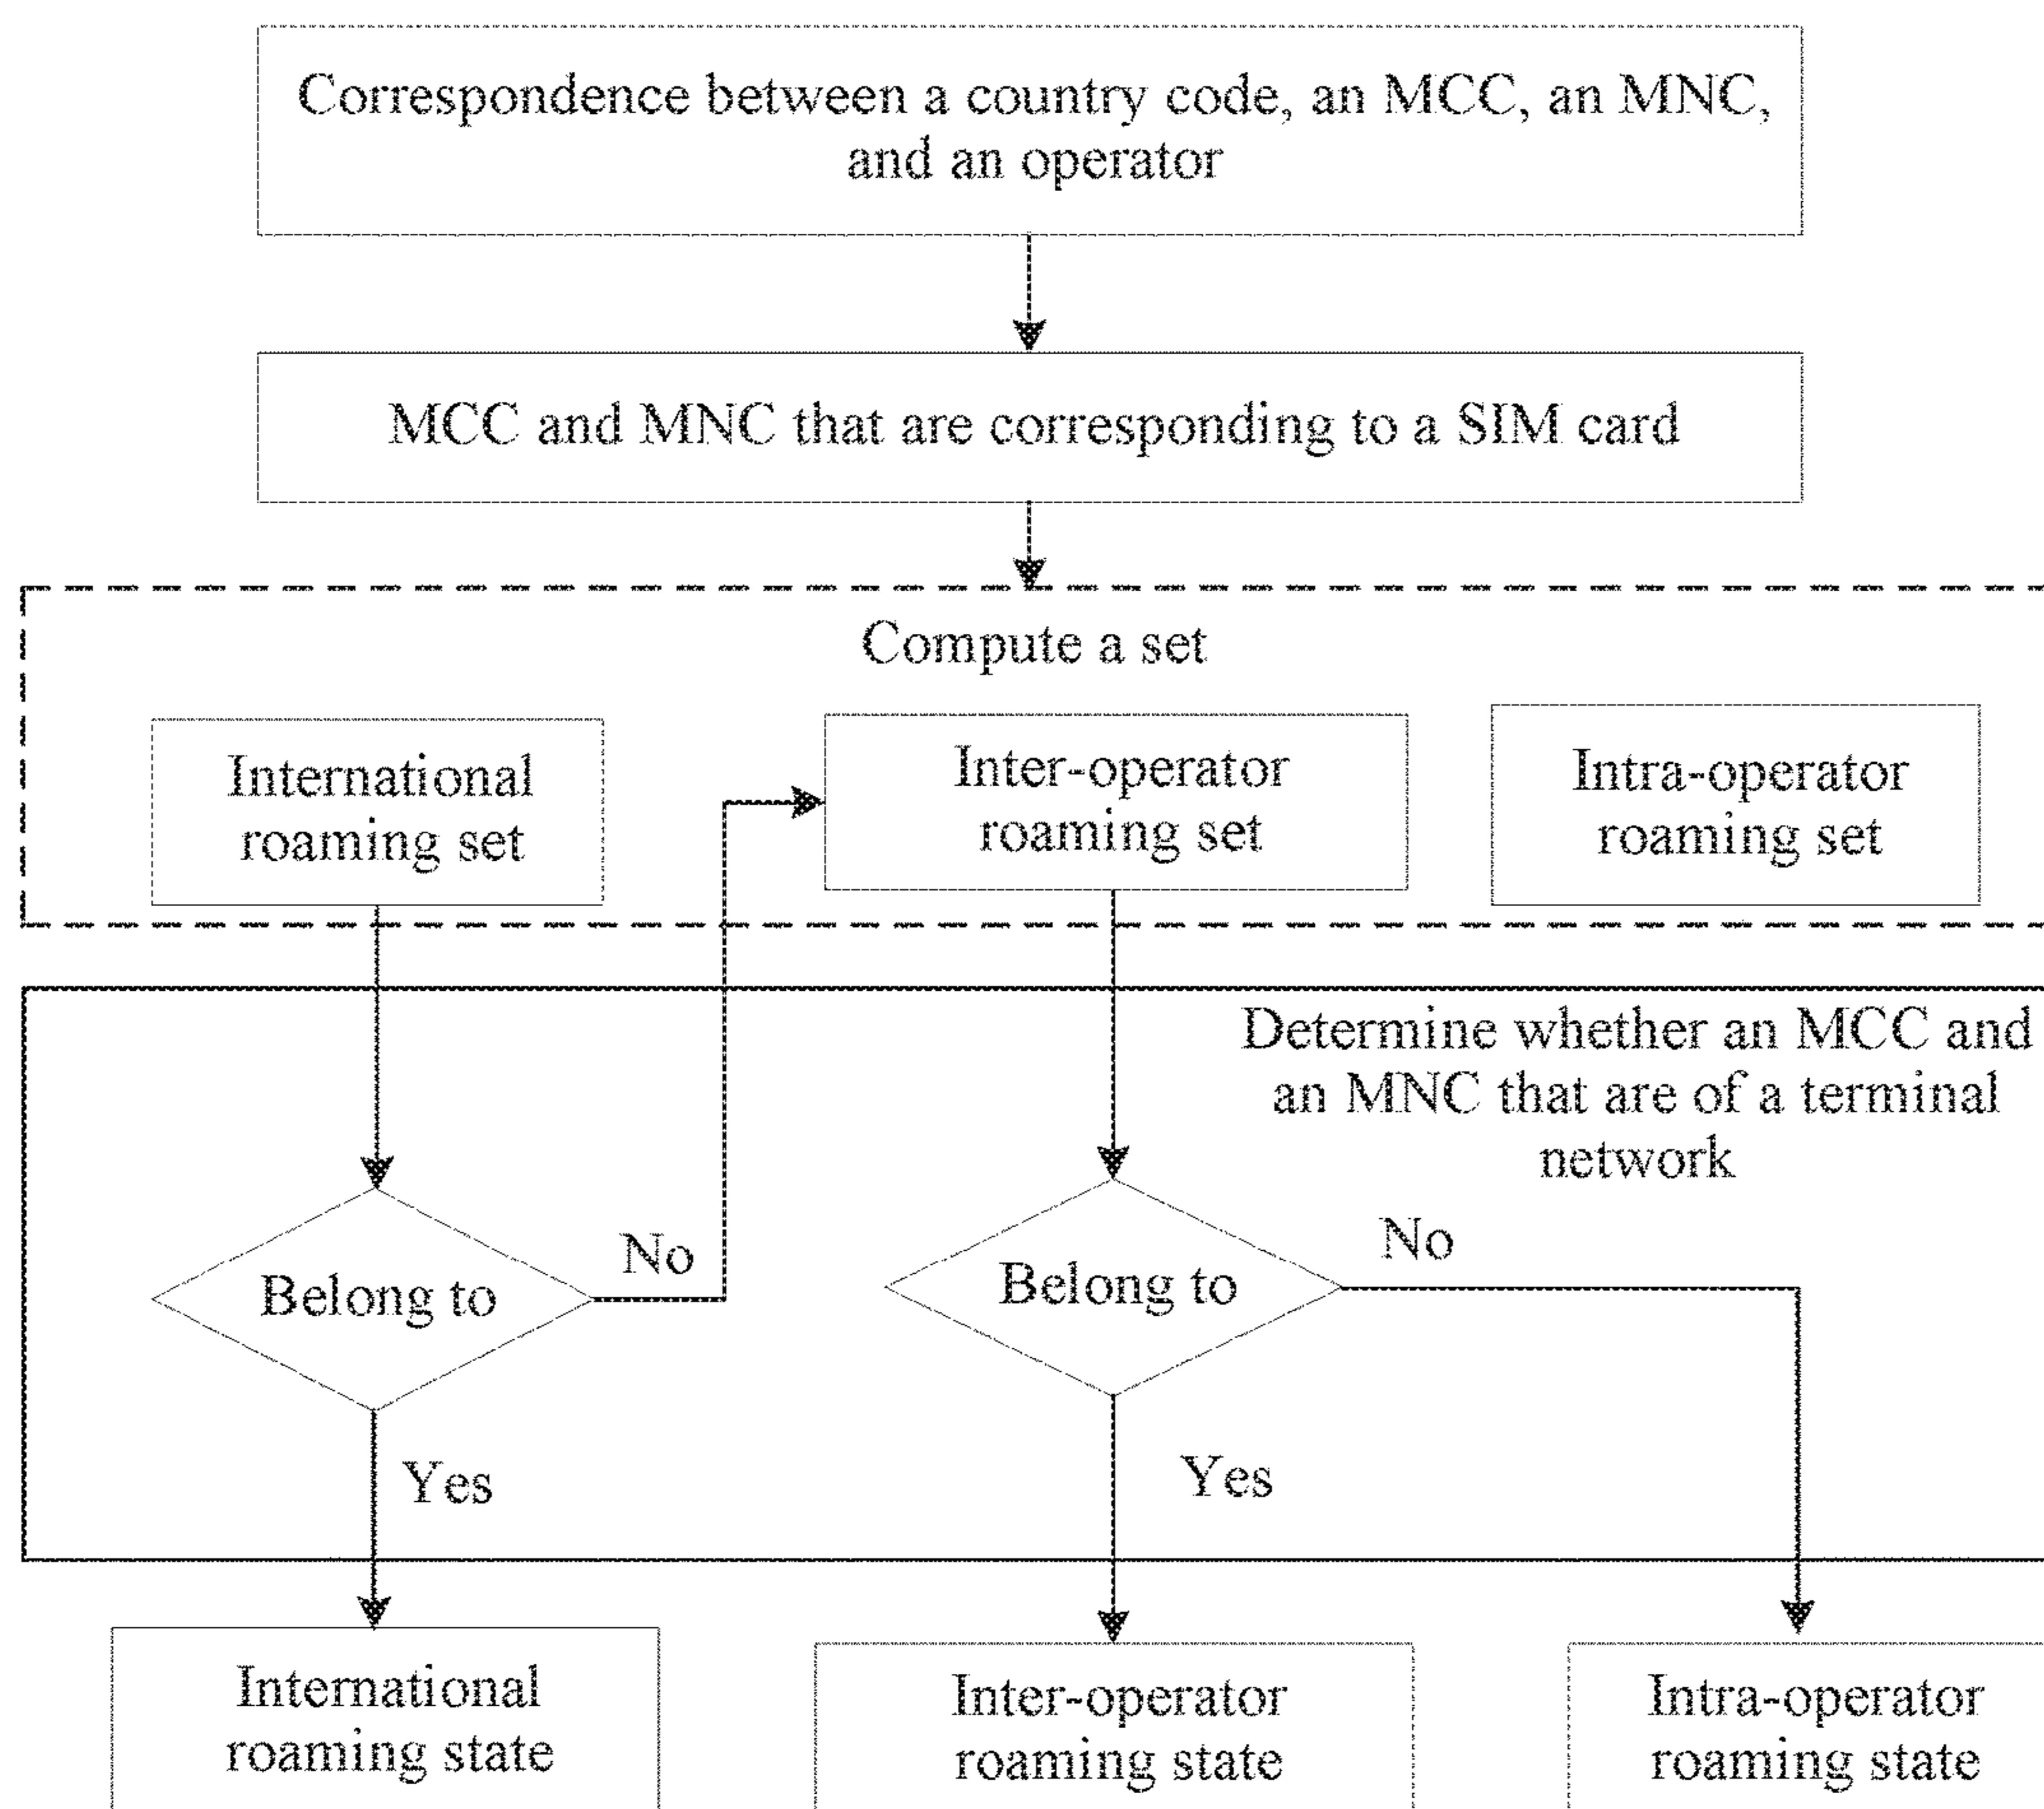 Correspondence between a country code, an MCC, an MNC,
and an operator
MCC and MNC that are corresponding to a SIM card
Compute a set
International
roaming set
Inter-operator
roaming set
Intra-operator
roaming set
Determine whether an MCC and
an MNC that are of a terminal
network
Belong to
No
Belong to
No
Yes
Yes
International
roaming state
Inter-operator
roaming state
Intra-operator
roaming state